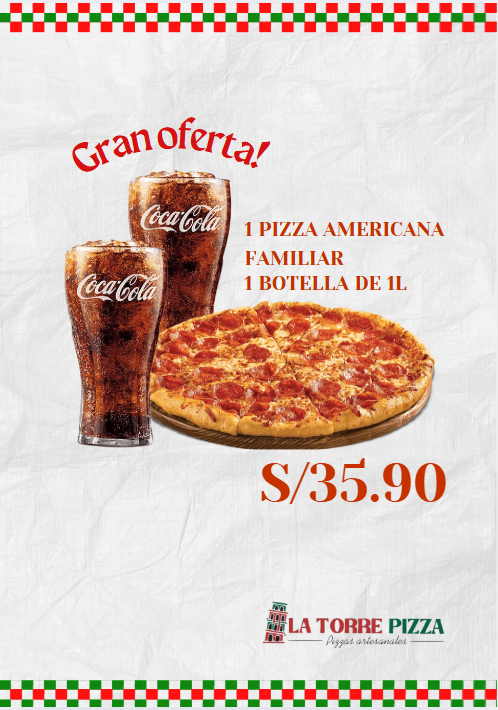 Gran oferta!
Coca-Cola
Coca-Cola
1 PIZZA AMERICANA
FAMILIAR
1 BOTELLA DE 1L
S/35.90
LA TORRE PIZZA
Pizzas artesanales